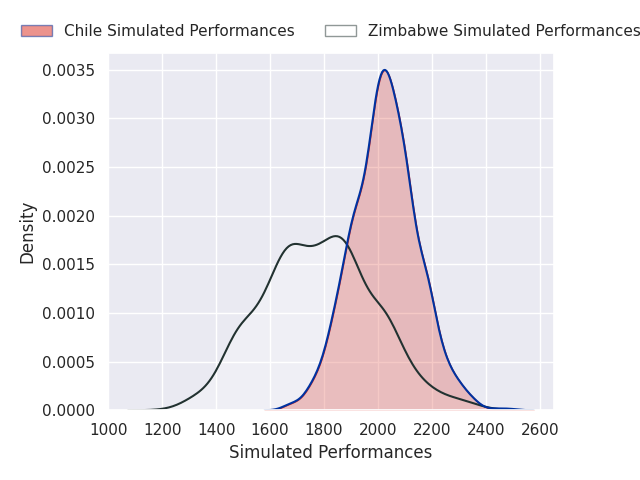 Chile Simulated Performances
Zimbabwe Simulated Performances
0.0035
0.0030
0.0025
0.0020
0.0015
0.0010
0.0005
0.0000
Density
1000 1200 1400 1600 1800 2000 2200 2400 2600
Simulated Performances